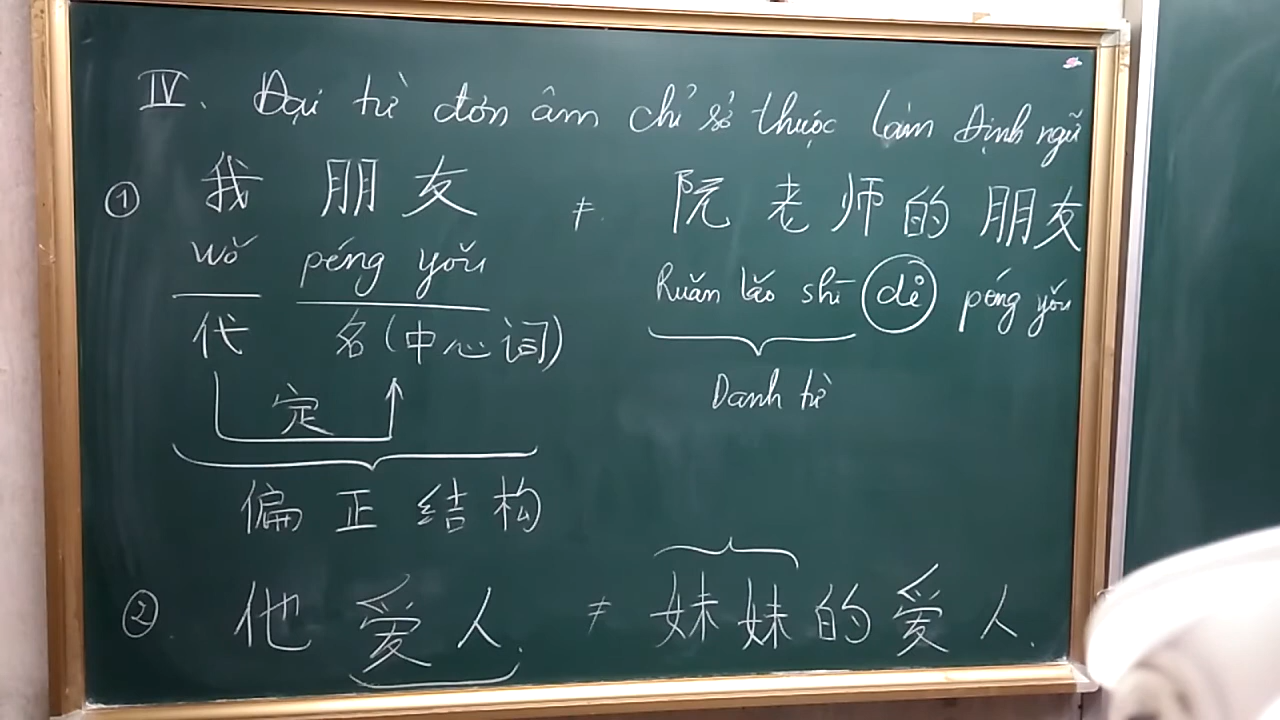 IV. Đại từ đơn âm chỉ sở thuộc làm Định ngữ
① 我 朋友 ≠ 阮老师的朋友
wǒ péng yǒu Ruǎn lǎo shī de péng yǒu
代 名(中心词) Danh từ
定
偏正结构
② 他爱人. ≠ 妹妹的爱人.